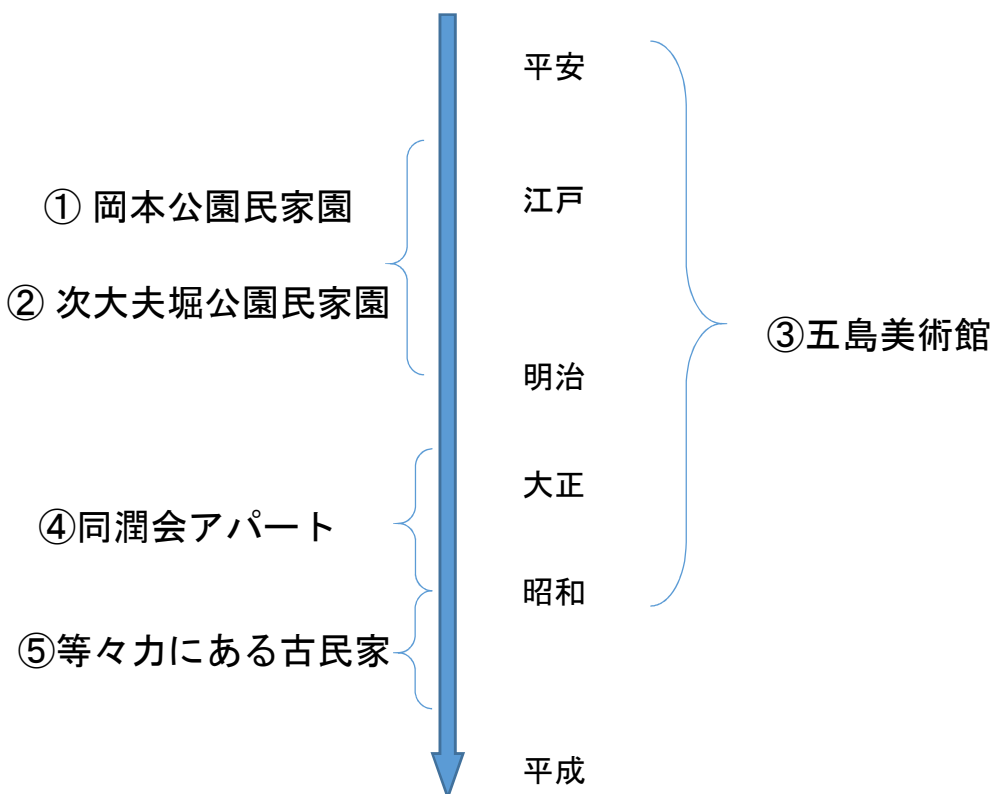 平安
江戸
① 岡本公園民家園
② 次大夫堀公園民家園
③五島美術館
明治
大正
④同潤会アパート
昭和
⑤等々力にある古民家
平成